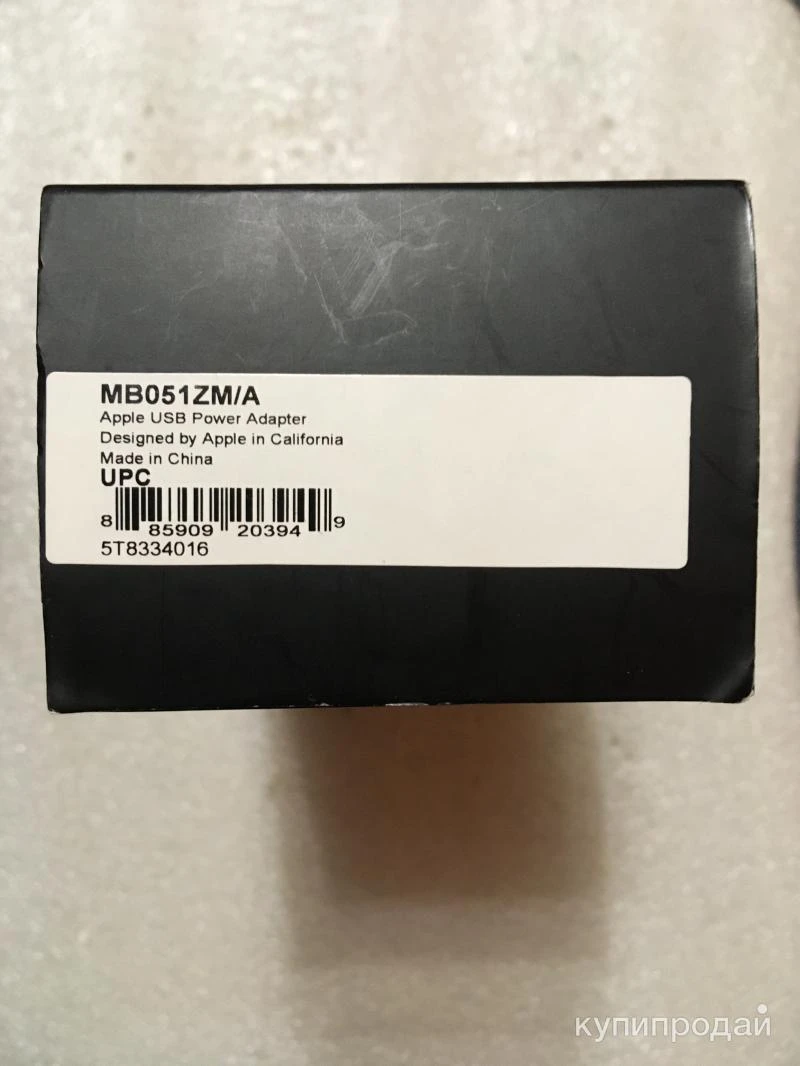 MB051ZM/A
Apple USB Power Adapter
Designed by Apple in California
Made in China
UPC
8 85909 20394 9
5T8334016
купипродай